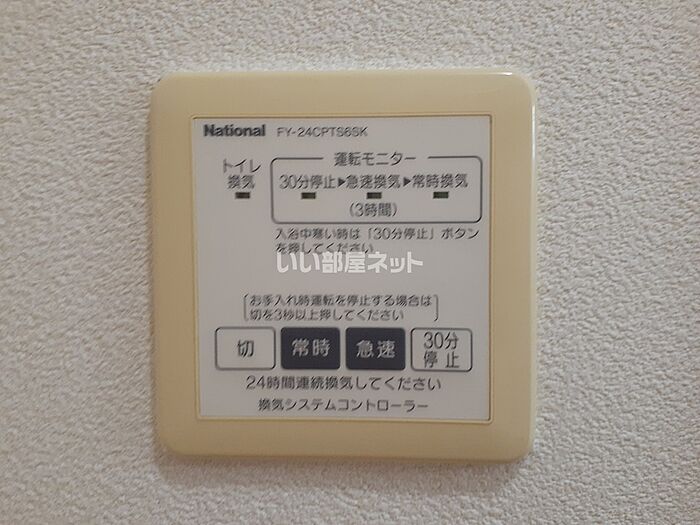 National FY-24CPTS6SK
トイレ
換気
運転モニター
30分停止▶急速換気▶常時換気
(3時間)
入浴中寒い時は「30分停止」ボタン
を押してください
いい部屋ネット
お手入れ時運転を停止する場合は
切を3秒以上押してください
切 常時 急速 30分
停止
24時間連続換気してください
換気システムコントローラー